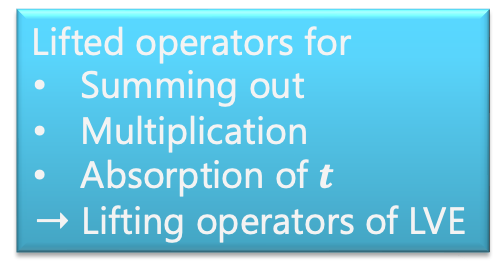 Lifted operators for
• Summing out
• Multiplication
• Absorption of t
→ Lifting operators of LVE